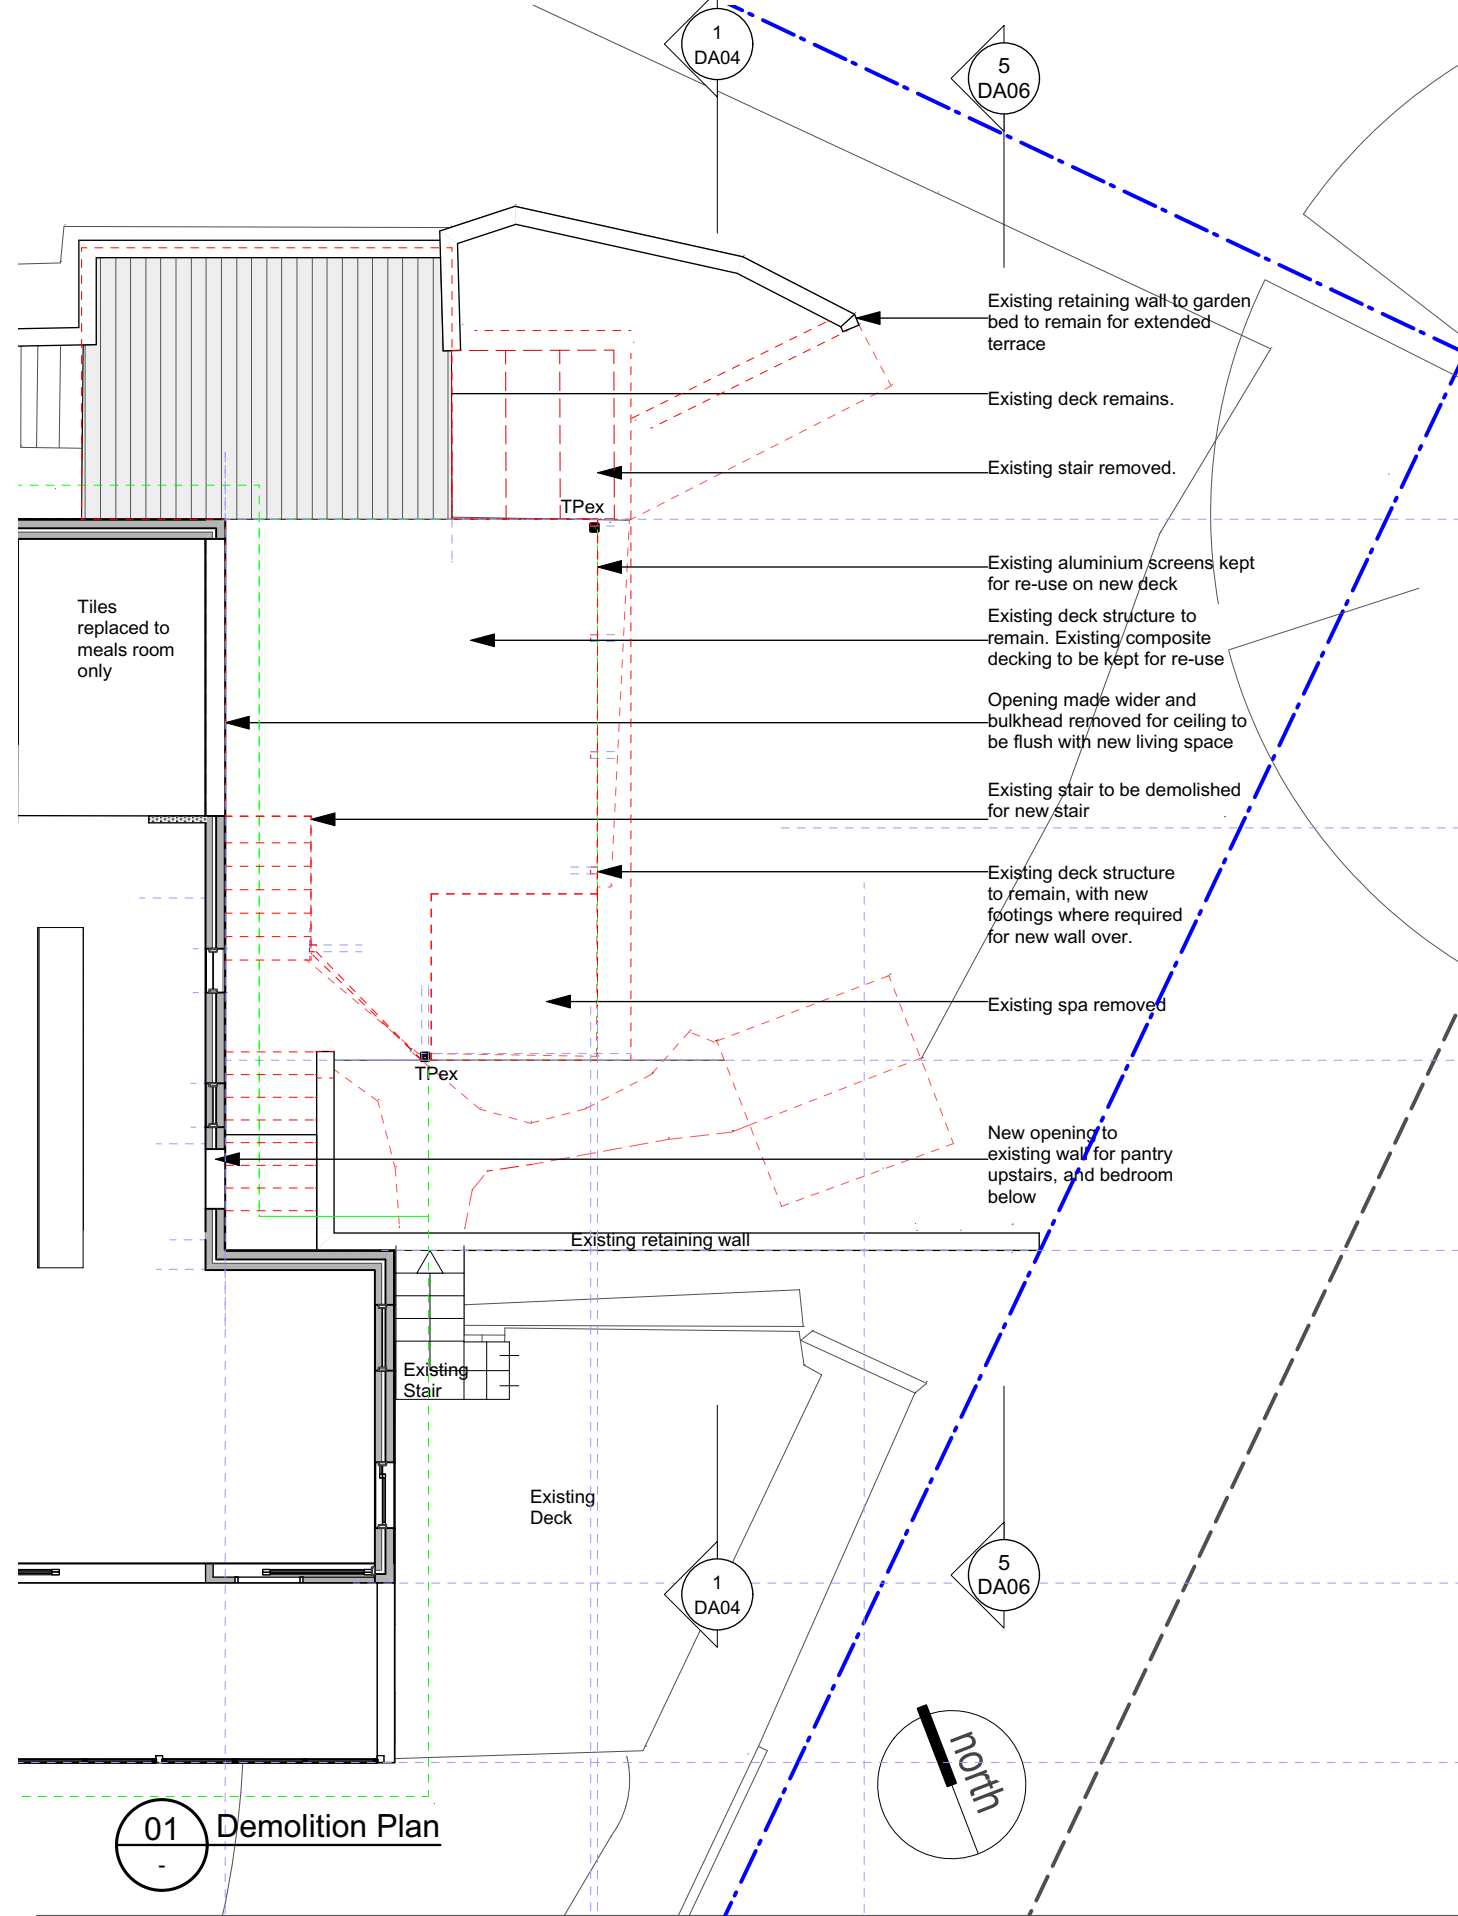 1
DA04
5
DA06
Existing retaining wall to garden
bed to remain for extended
terrace
Existing deck remains.
Existing stair removed.
TPex
Existing aluminium screens kept
for re-use on new deck
Tiles
replaced to
meals room
only
Existing deck structure to
remain. Existing composite
decking to be kept for re-use
Opening made wider and
bulkhead removed for ceiling to
be flush with new living space
Existing stair to be demolished
for new stair
Existing deck structure
to remain, with new
footings where required
for new wall over.
Existing spa removed
TPex
New opening to
existing wall for pantry
upstairs, and bedroom
below
Existing retaining wall
Existing
Stair
Existing
Deck
1
DA04
5
DA06
north
01
-
Demolition Plan